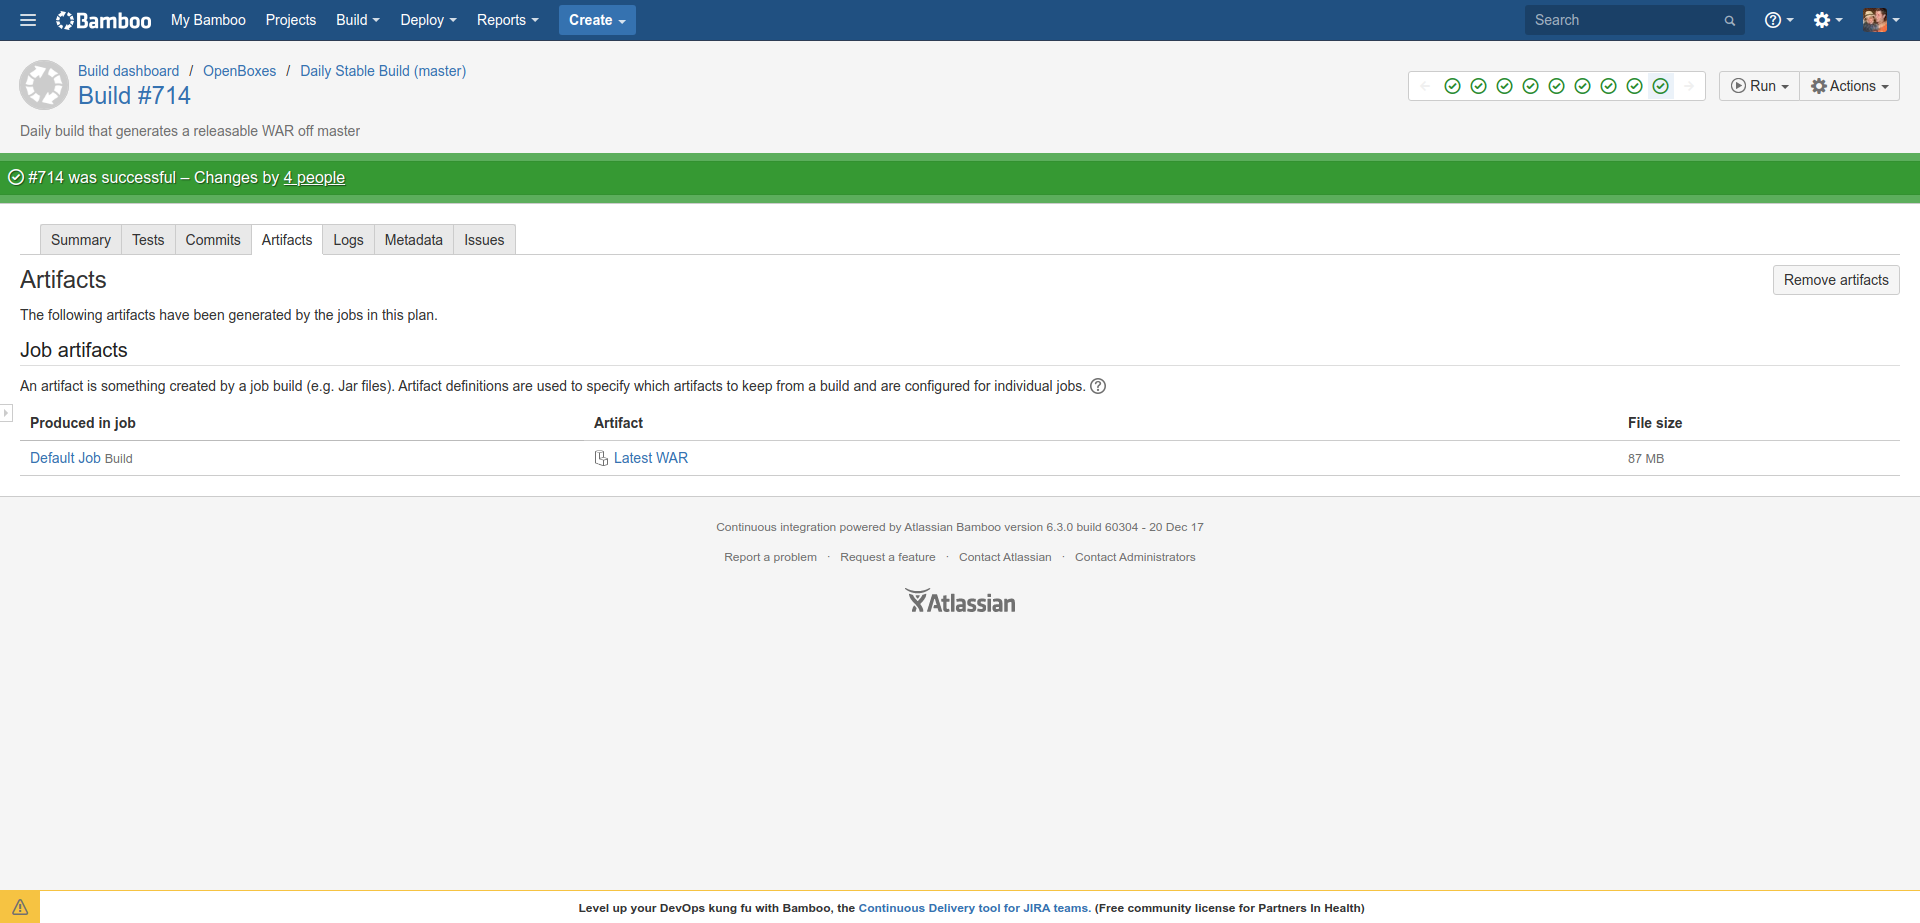 Bamboo My Bamboo Projects Build Deploy Reports Create Search
Build dashboard / OpenBoxes / Daily Stable Build (master)
Build #714
Run Actions
Daily build that generates a releasable WAR off master
#714 was successful – Changes by 4 people
Summary Tests Commits Artifacts Logs Metadata Issues
Artifacts
Remove artifacts
The following artifacts have been generated by the jobs in this plan.
Job artifacts
An artifact is something created by a job build (e.g. Jar files). Artifact definitions are used to specify which artifacts to keep from a build and are configured for individual jobs.
Produced in job Artifact File size
Default Job Build Latest WAR 87 MB
Continuous integration powered by Atlassian Bamboo version 6.3.0 build 60304 - 20 Dec 17
Report a problem · Request a feature · Contact Atlassian · Contact Administrators
Atlassian
Level up your DevOps kung fu with Bamboo, the Continuous Delivery tool for JIRA teams. (Free community license for Partners In Health)